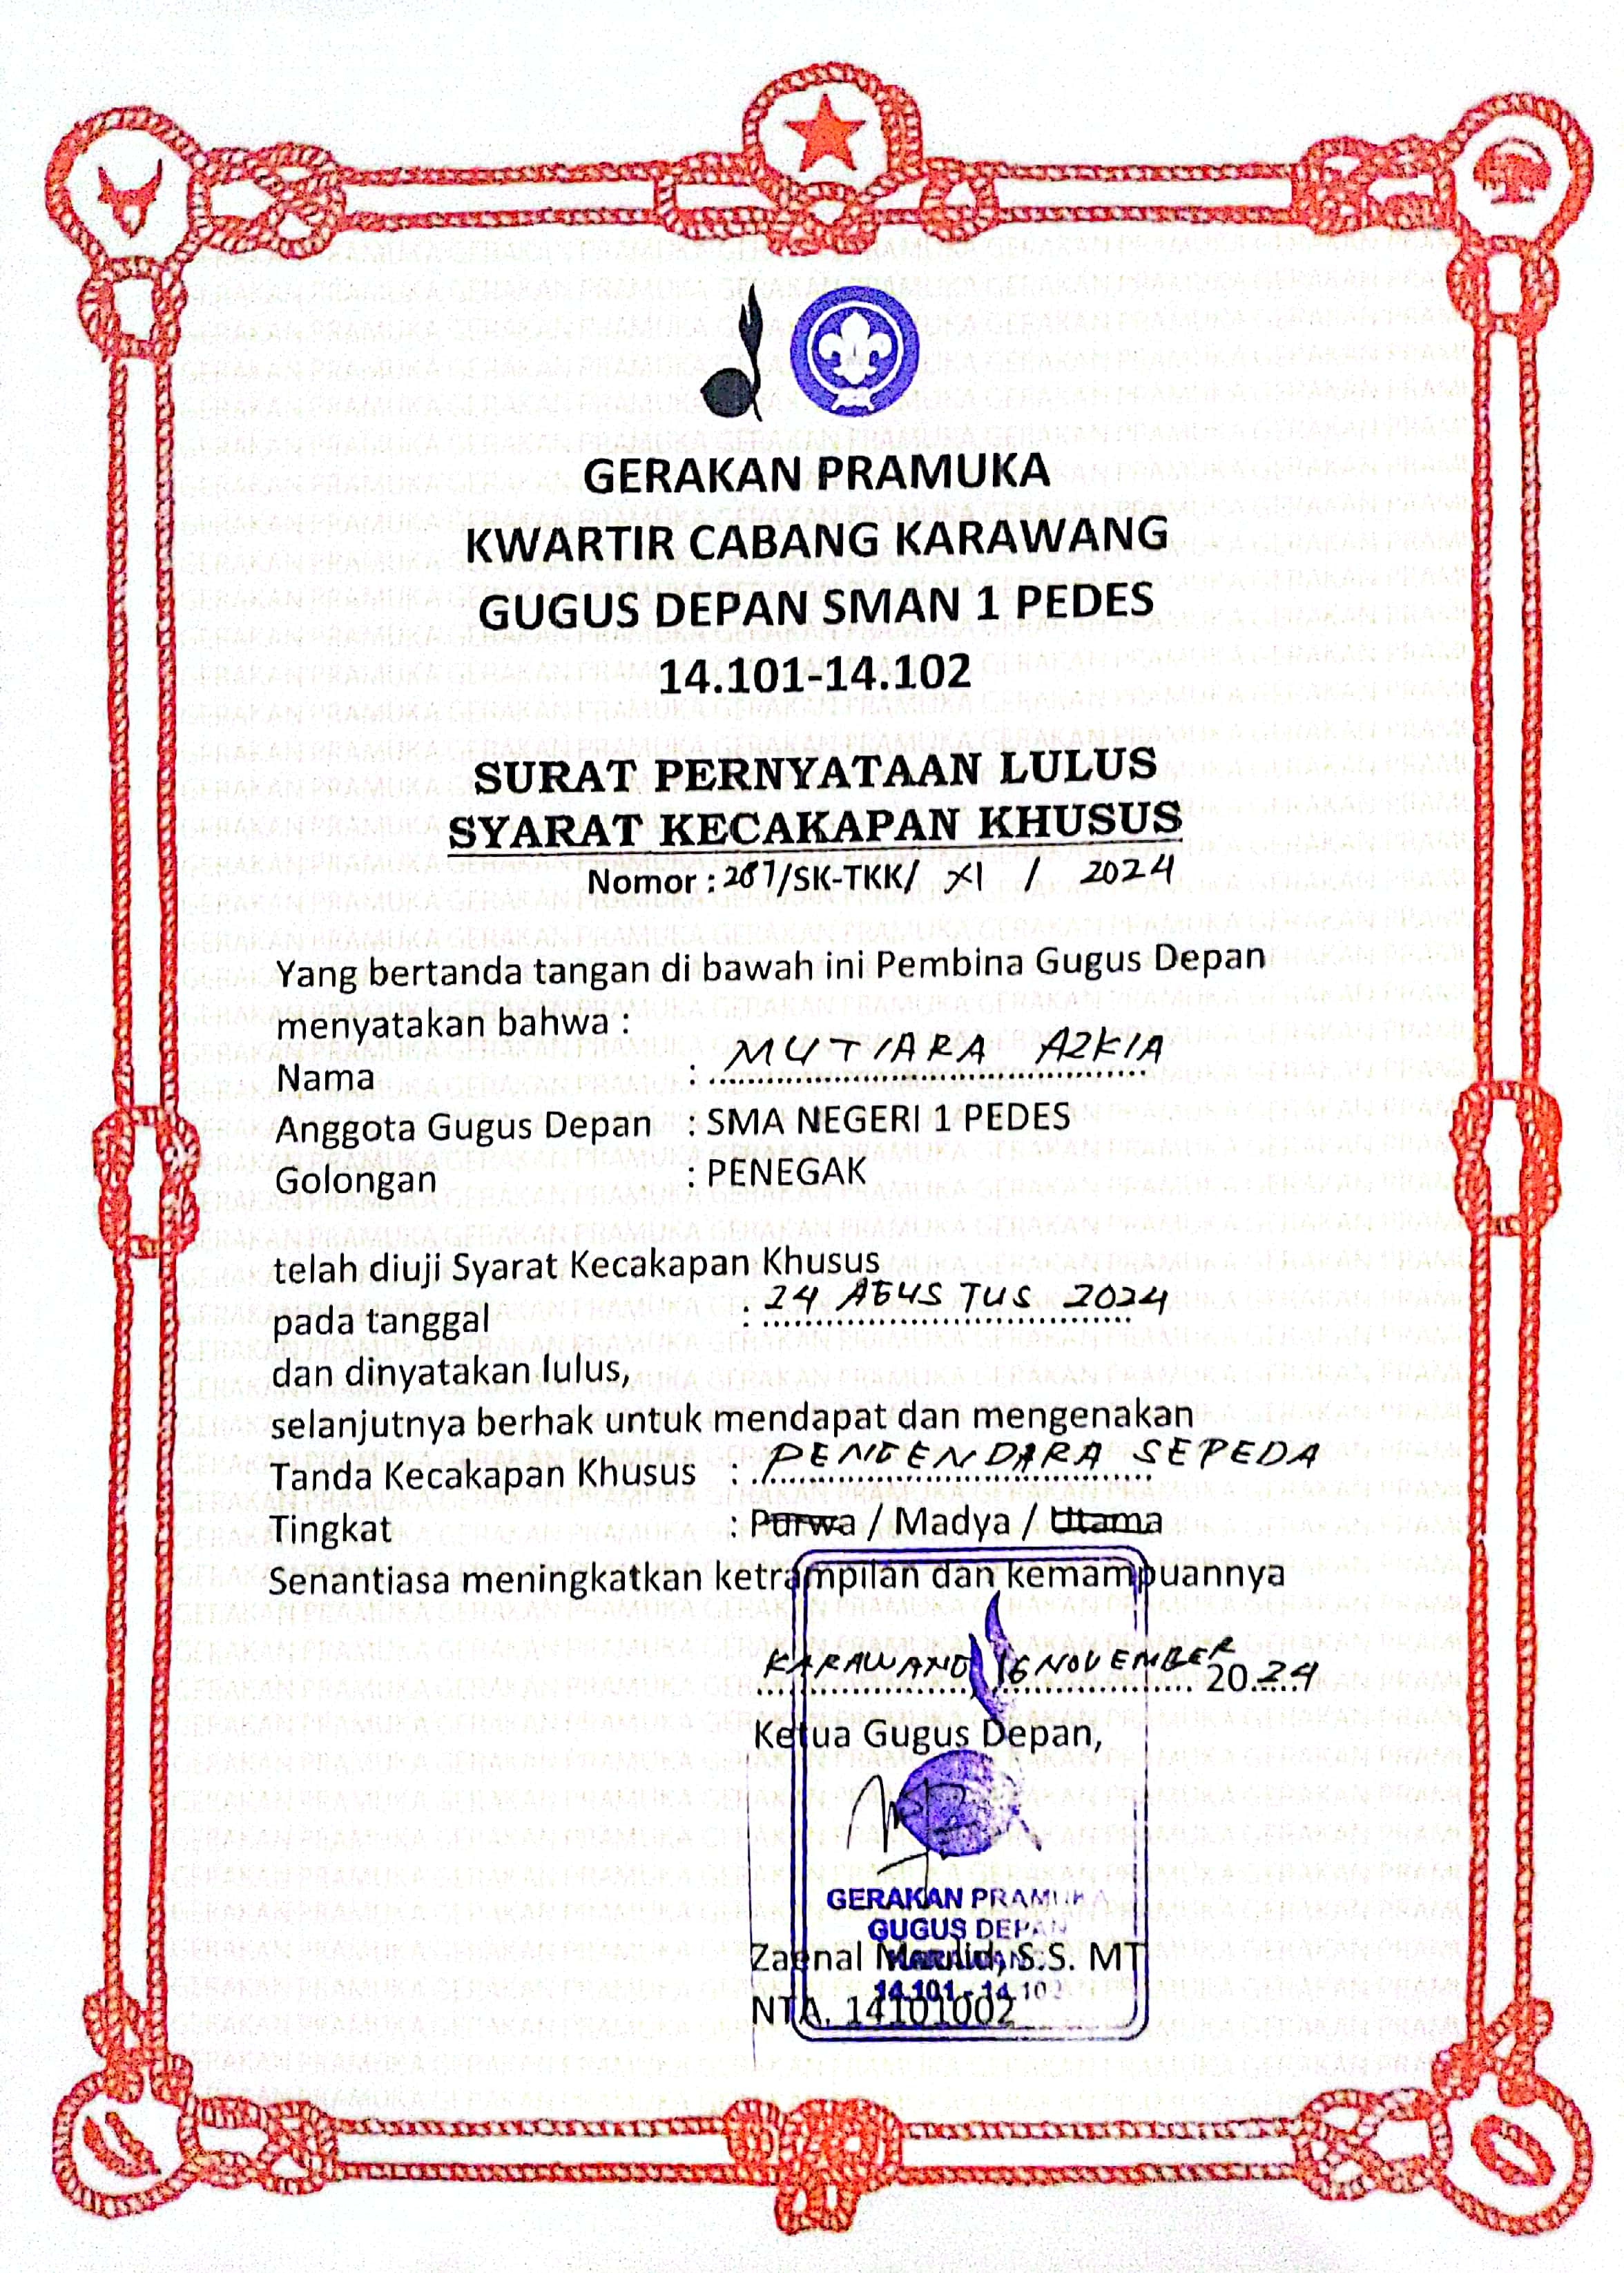 GERAKAN PRAMUKA
KWARTIR CABANG KARAWANG
GUGUS DEPAN SMAN 1 PEDES
14.101-14.102
SURAT PERNYATAAN LULUS
SYARAT KECAKAPAN KHUSUS
Nomor : 287/SK-TKK/ XI / 2024
Yang bertanda tangan di bawah ini Pembina Gugus Depan
menyatakan bahwa :
Nama : MUTIARA AZKIA
Anggota Gugus Depan : SMA NEGERI 1 PEDES
Golongan : PENEGAK
telah diuji Syarat Kecakapan Khusus
pada tanggal : 24 AGUSTUS 2024
dan dinyatakan lulus,
selanjutnya berhak untuk mendapat dan mengenakan
Tanda Kecakapan Khusus : PENGENDARA SEPEDA
Tingkat : Purwa / Madya / Utama
Senantiasa meningkatkan ketrampilan dan kemampuannya
KARAWANG, 16 NOVEMBER 2024
Ketua Gugus Depan,
GERAKAN PRAMUKA
GUGUS DEPAN
Zaenal Maulid, S.S. MT
14.101 - 14.102
NTA. 14101002